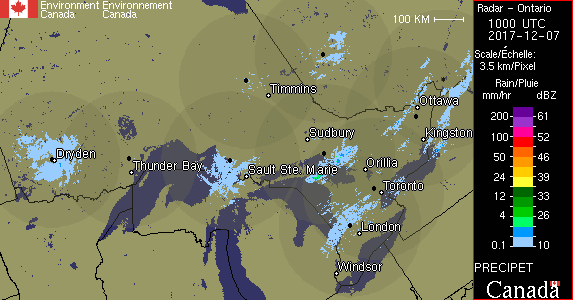 Environment Environnement
Canada Canada
100 KM
Timmins
Ottawa
Sudbury
Kingston
Dryden
Thunder Bay
Sault Ste. Marie
Orillia
Toronto
London
Windsor
Radar - Ontario
1000 UTC
2017-12-07
Scale/Échelle:
3.5 km/Pixel
Rain/Pluie
mm/hr dBZ
200 61
100 52
50 46
24 39
12 33
4 26
0.1 10
PRECIPET
Canada